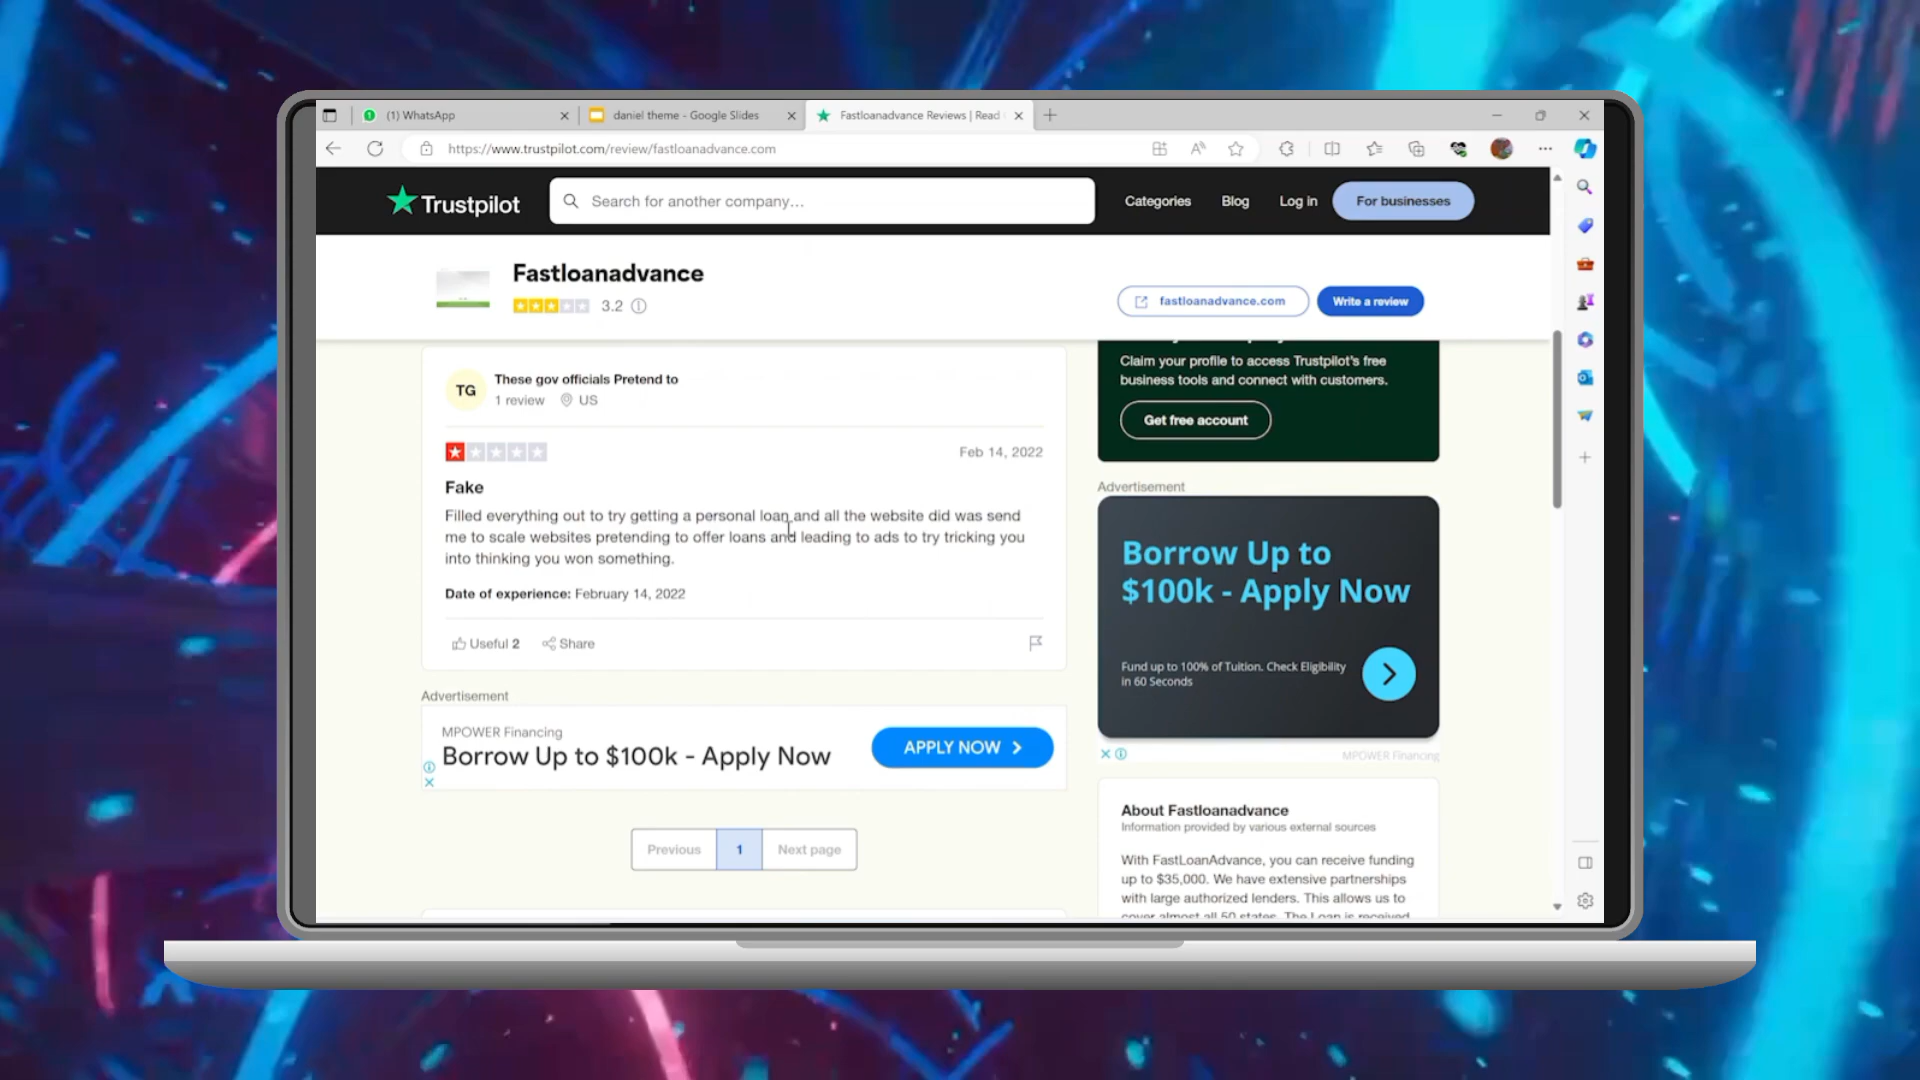 (1) WhatsApp
daniel theme - Google Slides
Fastloanadvance Reviews | Read
https://www.trustpilot.com/review/fastloanadvance.com
Trustpilot
Search for another company...
Categories
Blog
Log in
For businesses
Fastloanadvance
3.2
fastloanadvance.com
Write a review
TG
These gov officials Pretend to
1 review
US
Feb 14, 2022
Fake
Filled everything out to try getting a personal loan and all the website did was send
me to scale websites pretending to offer loans and leading to ads to try tricking you
into thinking you won something.
Date of experience: February 14, 2022
Useful 2
Share
Advertisement
MPOWER Financing
Borrow Up to $100k - Apply Now
APPLY NOW
Previous
1
Next page
Claim your profile to access Trustpilot's free
business tools and connect with customers.
Get free account
Advertisement
Borrow Up to
$100k - Apply Now
Fund up to 100% of Tuition. Check Eligibility
in 60 Seconds
MPOWER Financing
About Fastloanadvance
Information provided by various external sources
With FastLoanAdvance, you can receive funding
up to $35,000. We have extensive partnerships
with large authorized lenders. This allows us to
cover almost all 50 states. The Loan is received